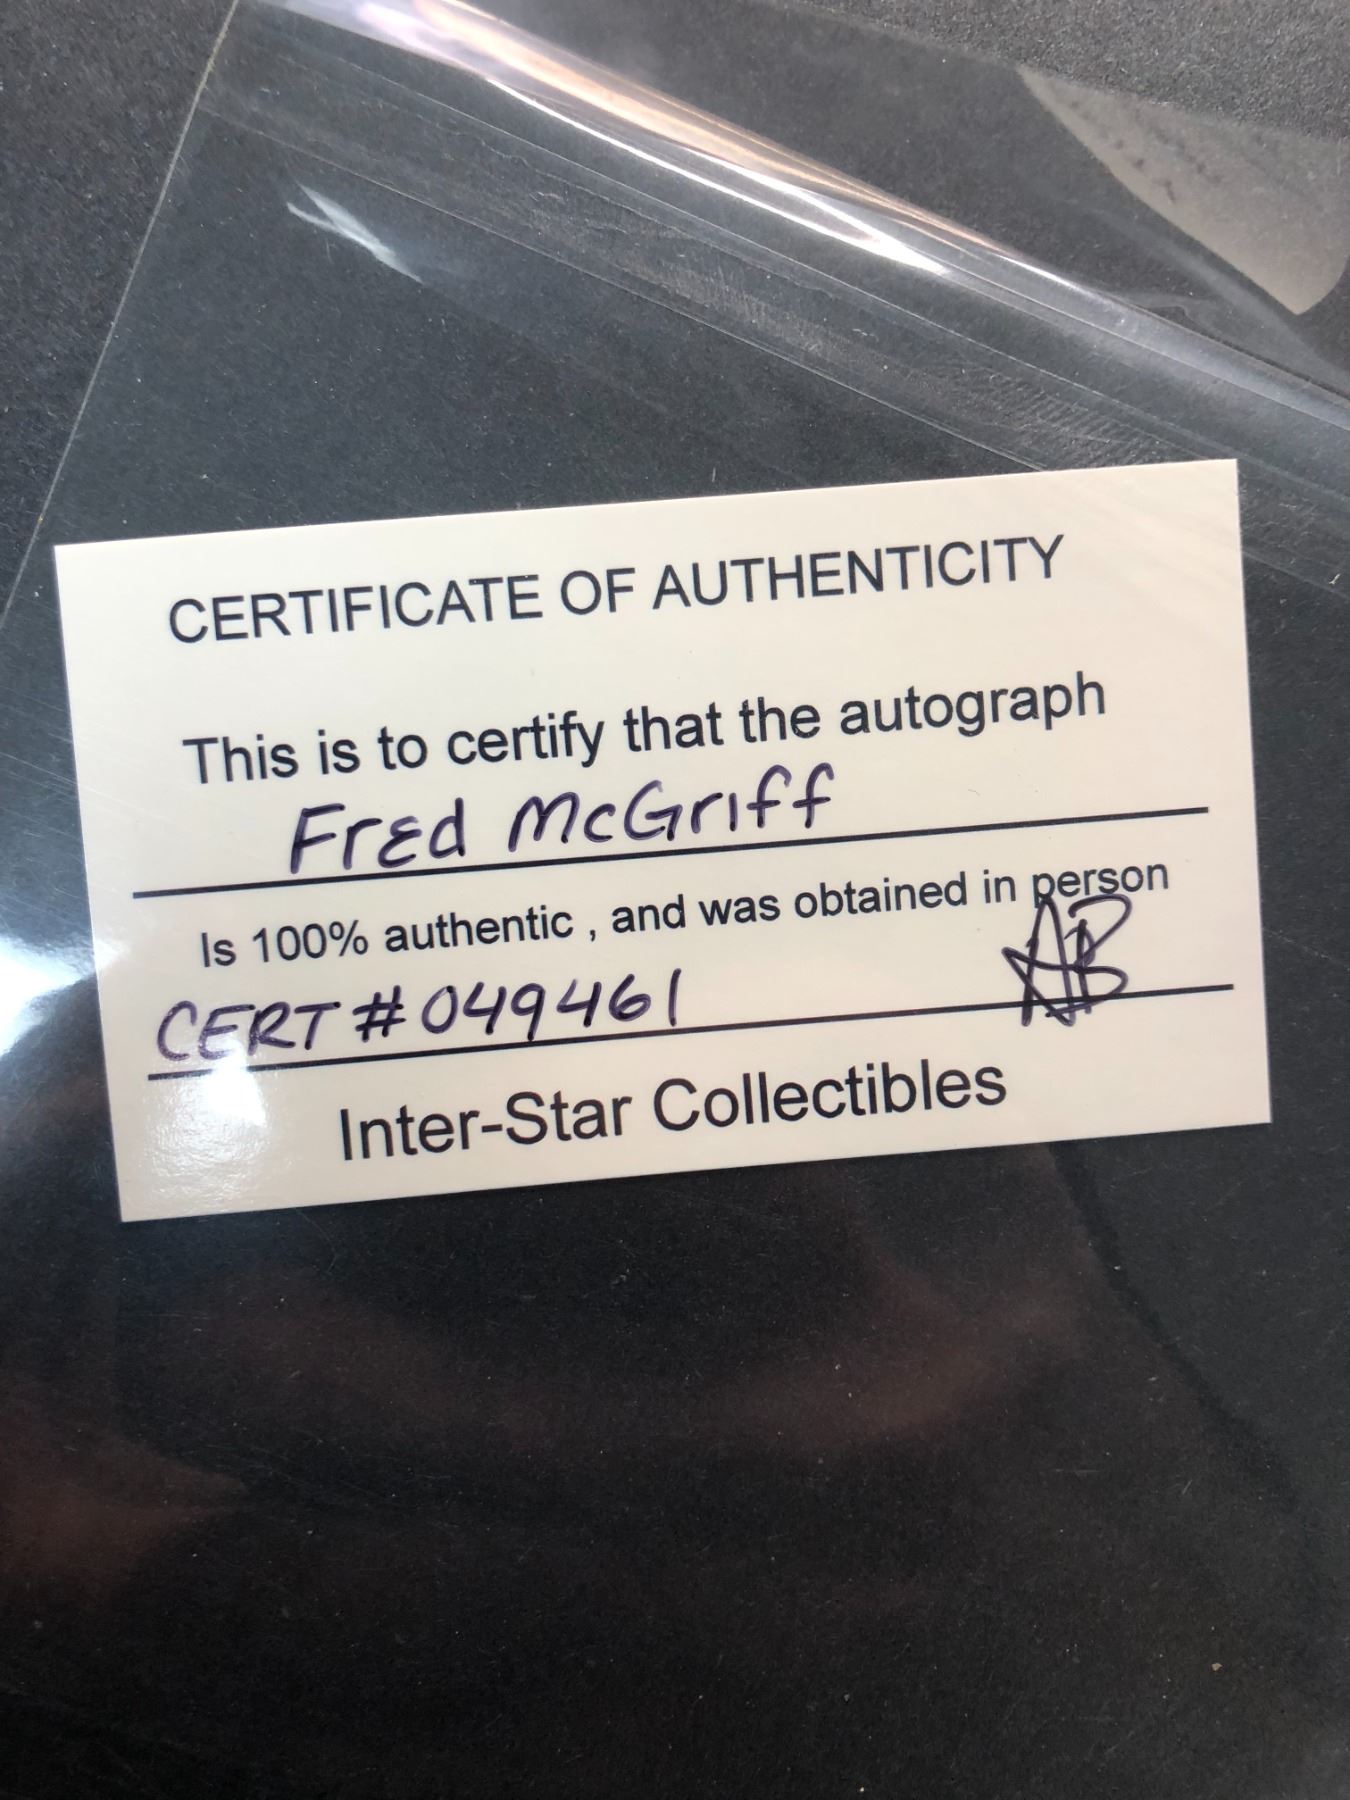 CERTIFICATE OF AUTHENTICITY
This is to certify that the autograph
Fred McGriff
Is 100% authentic , and was obtained in person
CERT # 049461 AB
Inter-Star Collectibles